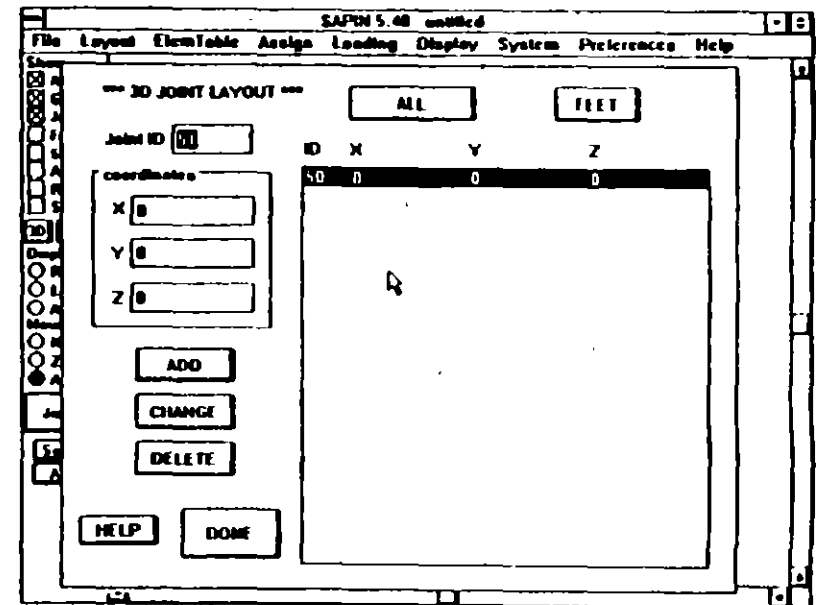 SAPIN 5.40 untitled
File Layout ElemTable Assign Loading Display System Preferences Help
*** 3D JOINT LAYOUT ***
ALL
FEET
Joint ID
ID X Y Z
0 0 0
coordinates
X 0
Y 0
Z 0
ADD
CHANGE
DELETE
HELP
DONE
3D